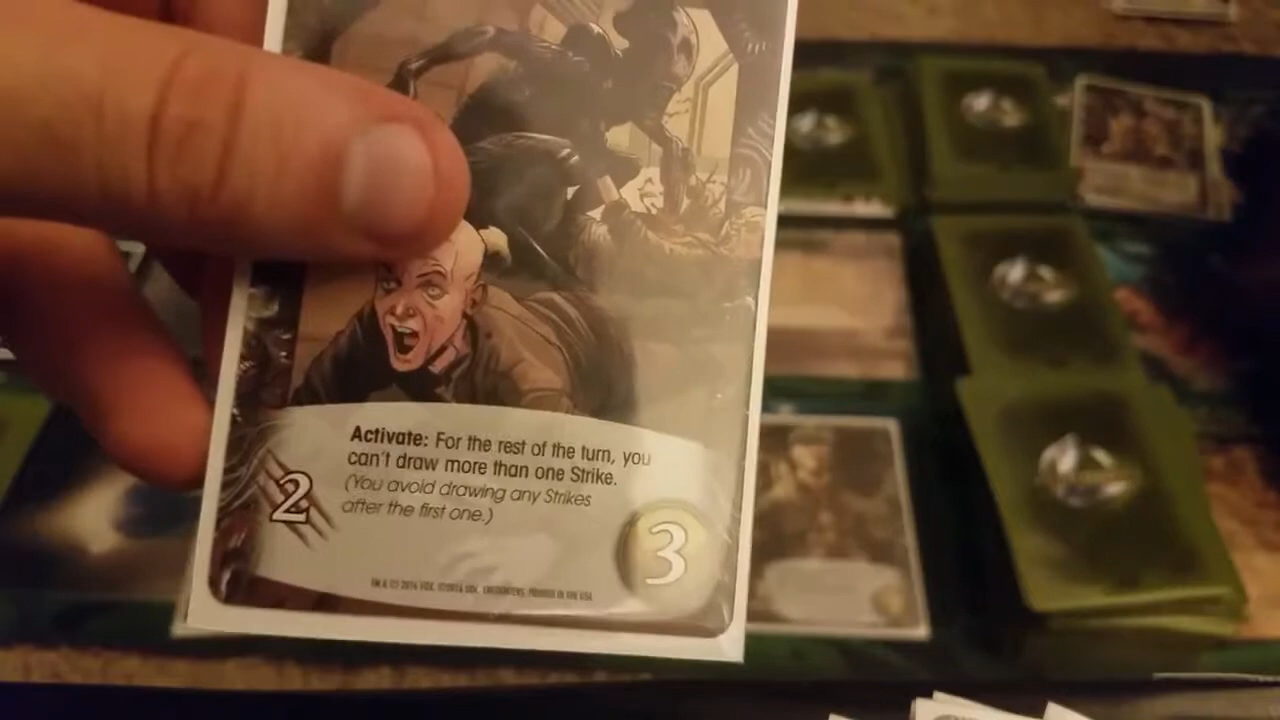 Activate: For the rest of the turn, you
can't draw more than one Strike.
(You avoid drawing any Strikes
after the first one.)
2
3